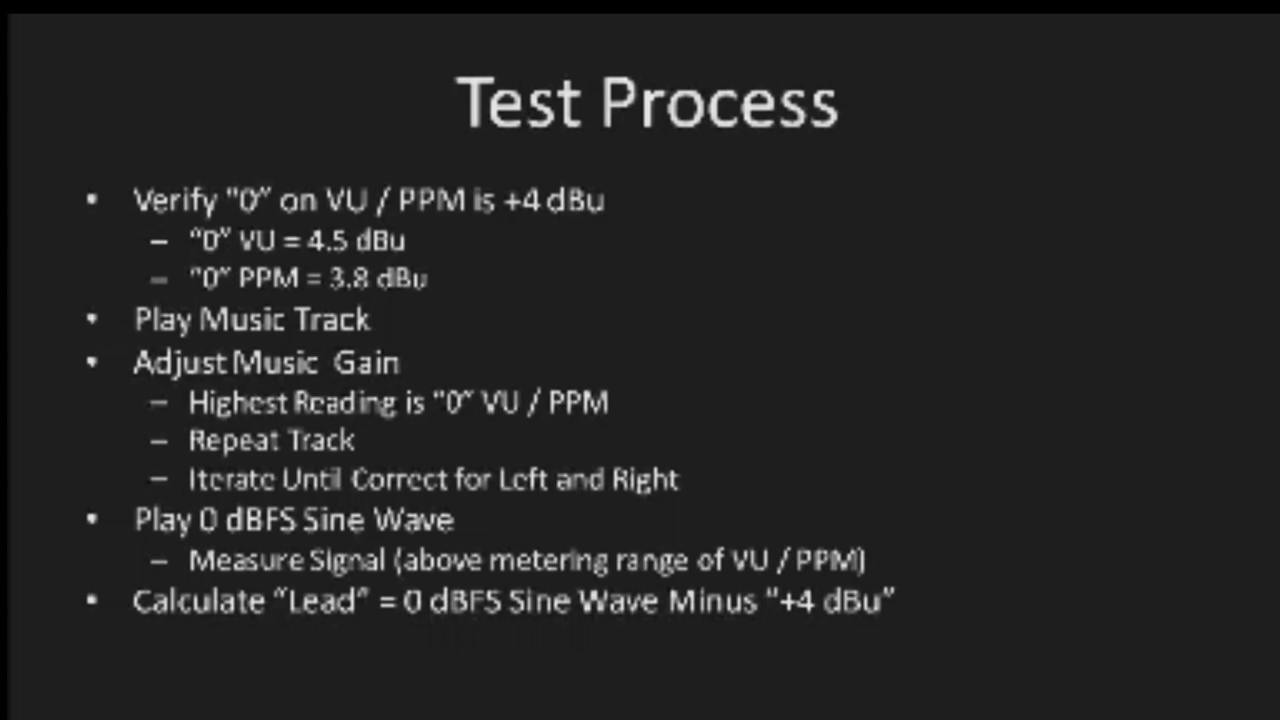 Test Process
• Verify "0" on VU / PPM is +4 dBu
– "0" VU = 4.5 dBu
– "0" PPM = 3.8 dBu
• Play Music Track
• Adjust Music Gain
– Highest Reading is "0" VU / PPM
– Repeat Track
– Iterate Until Correct for Left and Right
• Play 0 dBFS Sine Wave
– Measure Signal (above metering range of VU / PPM)
• Calculate "Lead" = 0 dBFS Sine Wave Minus "+4 dBu"